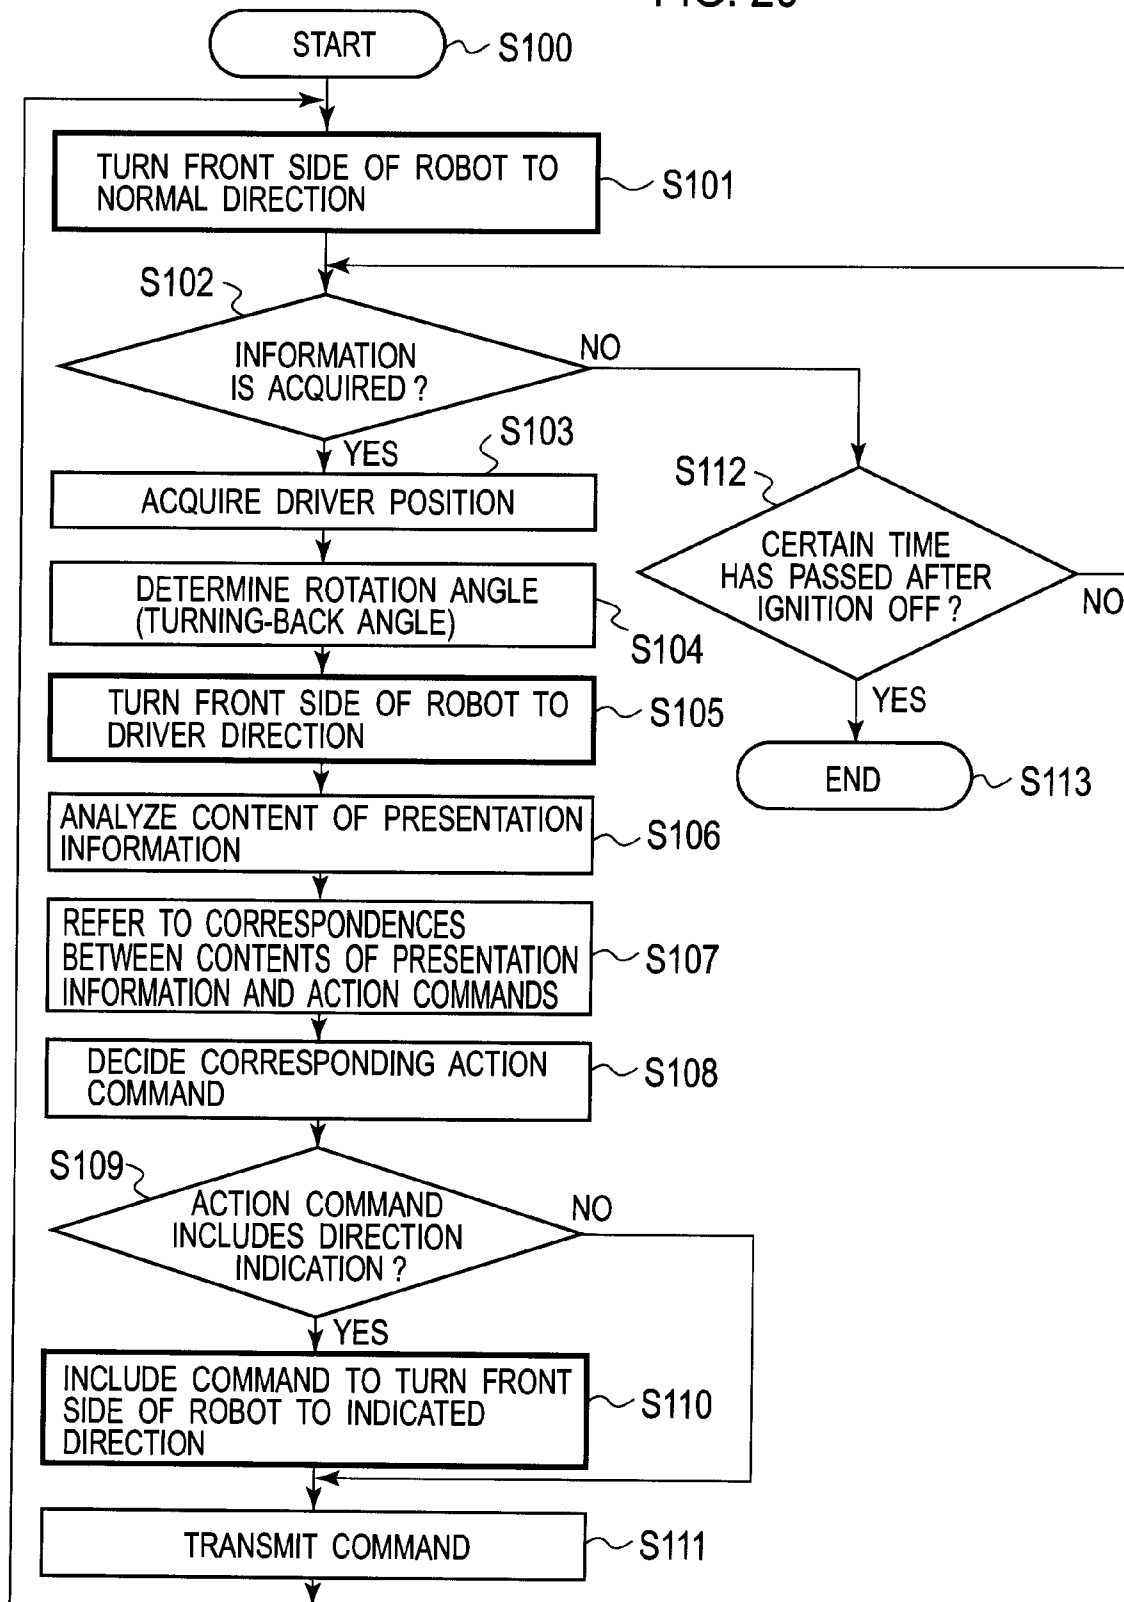 START
S100
TURN FRONT SIDE OF ROBOT TO
NORMAL DIRECTION
S101
S102
INFORMATION
IS ACQUIRED ?
NO
YES
S103
ACQUIRE DRIVER POSITION
S112
CERTAIN TIME
HAS PASSED AFTER
IGNITION OFF ?
NO
DETERMINE ROTATION ANGLE
(TURNING-BACK ANGLE)
S104
TURN FRONT SIDE OF ROBOT TO
DRIVER DIRECTION
S105
YES
END
S113
ANALYZE CONTENT OF PRESENTATION
INFORMATION
S106
REFER TO CORRESPONDENCES
BETWEEN CONTENTS OF PRESENTATION
INFORMATION AND ACTION COMMANDS
S107
DECIDE CORRESPONDING ACTION
COMMAND
S108
S109
ACTION COMMAND
INCLUDES DIRECTION
INDICATION ?
NO
YES
INCLUDE COMMAND TO TURN FRONT
SIDE OF ROBOT TO INDICATED
DIRECTION
S110
TRANSMIT COMMAND
S111